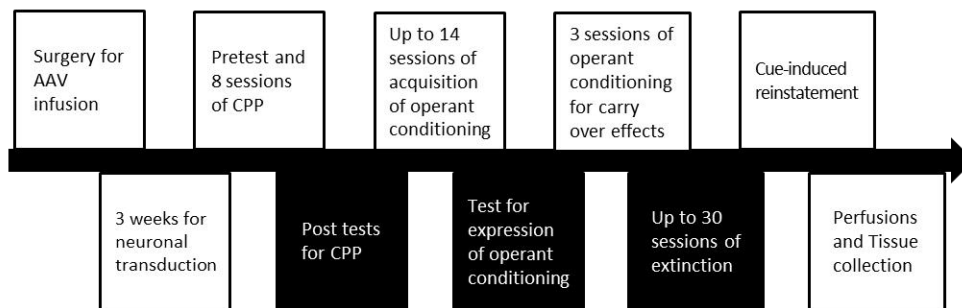 Surgery for
AAV
infusion
3 weeks for
neuronal
transduction
Pretest and
8 sessions
of CPP
Post tests
for CPP
Up to 14
sessions of
acquisition
of operant
conditioning
Test for
expression
of operant
conditioning
3 sessions of
operant
conditioning
for carry
over effects
Up to 30
sessions of
extinction
Cue-induced
reinstatement
Perfusions
and Tissue
collection